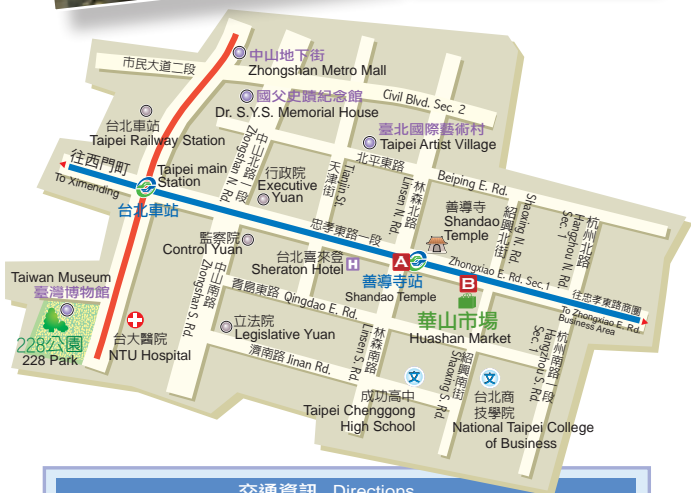 中山地下街
Zhongshan Metro Mall
市民大道二段
國父史蹟紀念館
Dr. S.Y.S. Memorial House
Civil Blvd. Sec. 2
台北車站
Taipei Railway Station
臺北國際藝術村
Taipei Artist Village
中山北路一段
Zhongshan N. Rd.
往西門町
To Ximending
Taipei main
Station
台北車站
行政院
Executive
Yuan
天津街
Tianjin St.
北平東路
Beiping E. Rd.
林森北路
Linsen N. Rd.
善導寺
Shandao
Temple
紹興北街
Shaoxing N. Rd.
杭州北路
Hangzhou N. Rd.
Sec. 1
忠孝東路一段
Zhongxiao E. Rd. Sec.1
監察院
Control Yuan
台北喜來登
Sheraton Hotel
H
A
善導寺站
Shandao Temple
B
往忠孝東路商圈
To Zhongxiao E. Rd.
Business Area
Taiwan Museum
臺灣博物館
中山南路
Zhongshan S. Rd.
青島東路 Qingdao E. Rd.
華山市場
Huashan Market
228公園
228 Park
台大醫院
NTU Hospital
立法院
Legislative Yuan
濟南路 Jinan Rd.
林森南路
Linsen S. Rd.
紹興南街
Shaoxing S. Rd.
杭州南路一段
Hangzhou S. Rd.
Sec. 1
文
成功高中
Taipei Chenggong
High School
文
台北商
技學院
National Taipei College
of Business
交通資訊 Directions